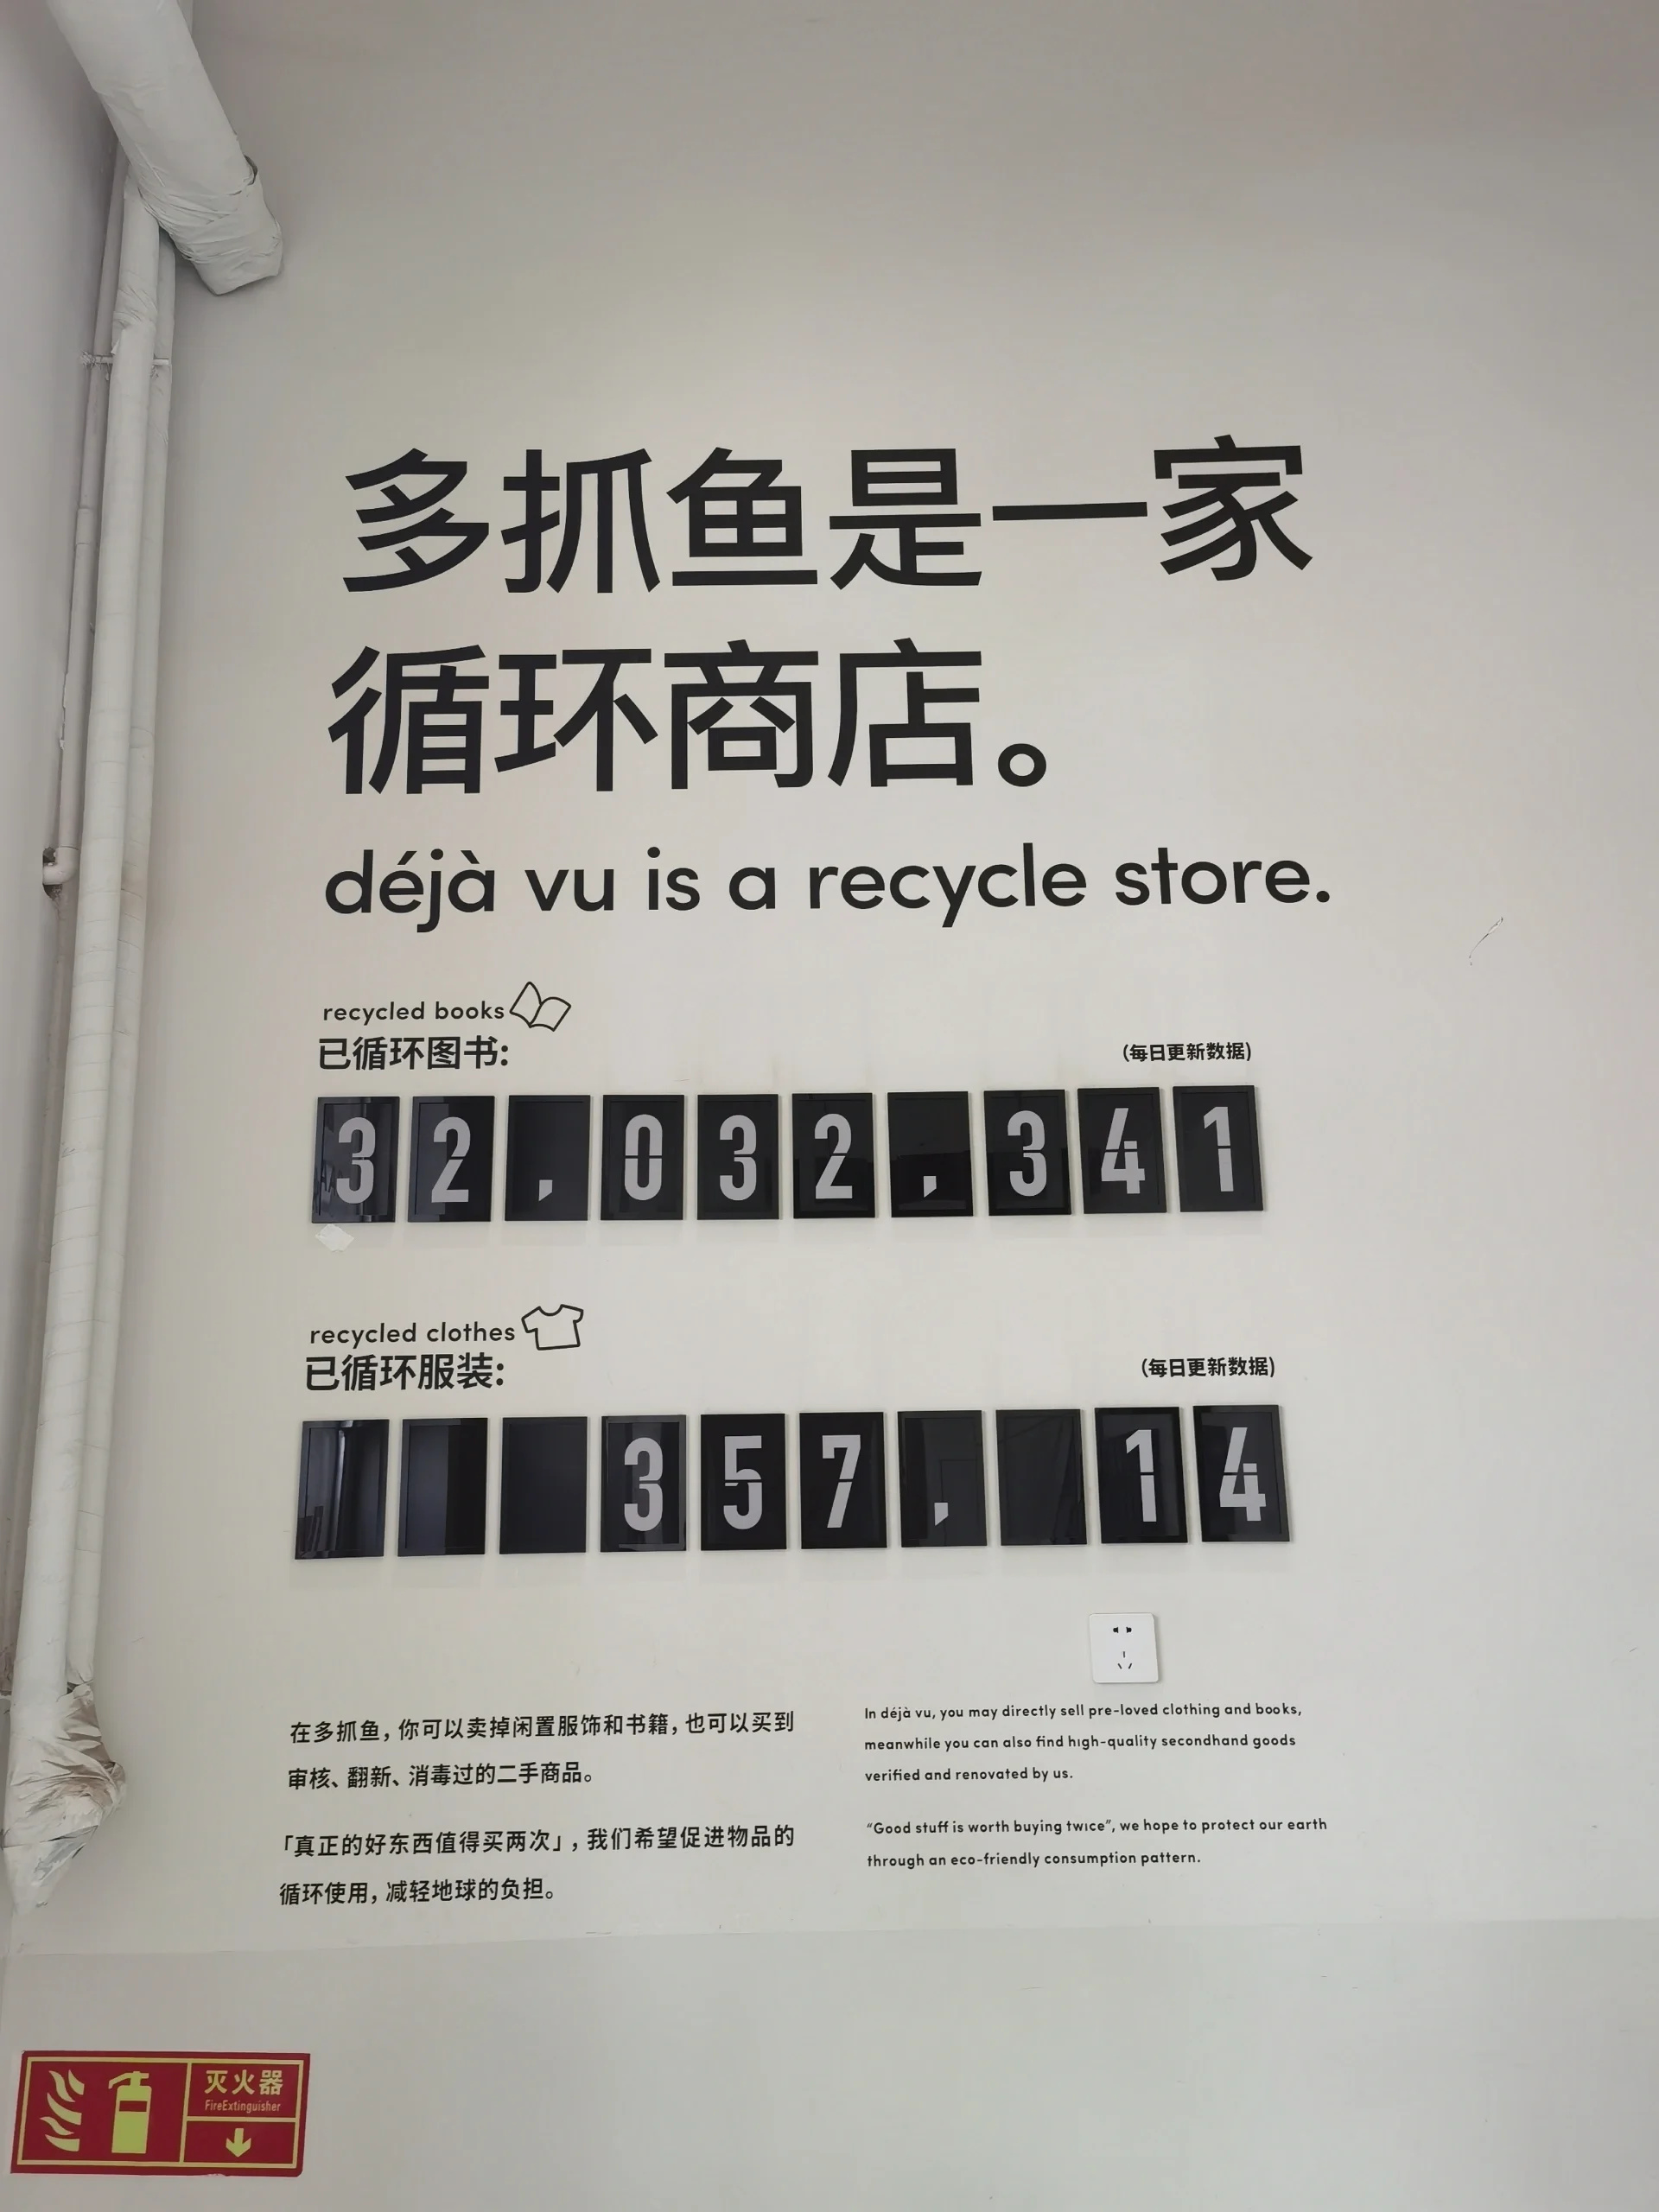 多抓鱼是一家
循环商店。
déjà vu is a recycle store.
recycled books
已循环图书:
(每日更新数据)
32,032,341
recycled clothes
已循环服装:
(每日更新数据)
357, 14
在多抓鱼,你可以卖掉闲置服饰和书籍,也可以买到
审核、翻新、消毒过的二手商品。
「真正的好东西值得买两次」,我们希望促进物品的
循环使用,减轻地球的负担。
In déjà vu, you may directly sell pre-loved clothing and books,
meanwhile you can also find high-quality secondhand goods
verified and renovated by us.
“Good stuff is worth buying twice”, we hope to protect our earth
through an eco-friendly consumption pattern.
灭火器
FireExtinguisher